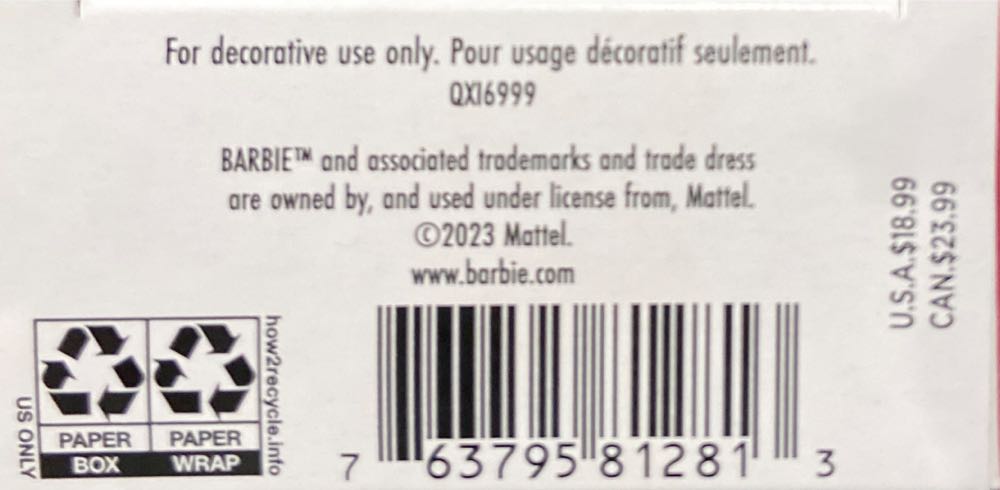 For decorative use only. Pour usage décoratif seulement.
QXI6999
BARBIE™ and associated trademarks and trade dress
are owned by, and used under license from, Mattel.
©2023 Mattel.
www.barbie.com
U.S.A.$18.99
CAN.$23.99
US ONLY
PAPER
BOX
PAPER
WRAP
how2recycle.info
7 63795 81281 3